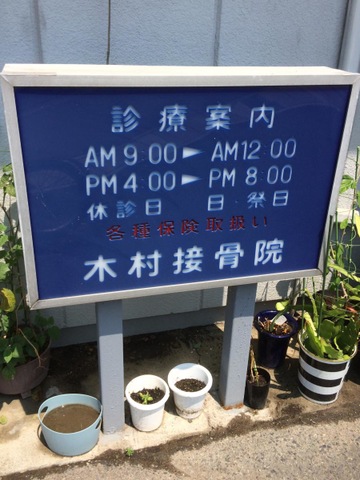 診療案内
AM 9:00 ► AM 12:00
PM 4:00 ► PM 8:00
休診日 日 祭日
各種保険取扱い
木村接骨院